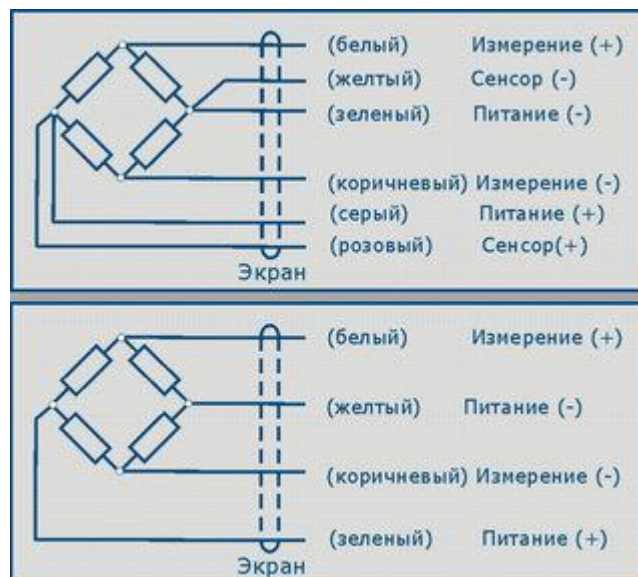 (белый) Измерение (+)
(желтый) Сенсор (-)
(зеленый) Питание (-)
(коричневый) Измерение (-)
(серый) Питание (+)
(розовый) Сенсор(+)
Экран
(белый) Измерение (+)
(желтый) Питание (-)
(коричневый) Измерение (-)
(зеленый) Питание (+)
Экран